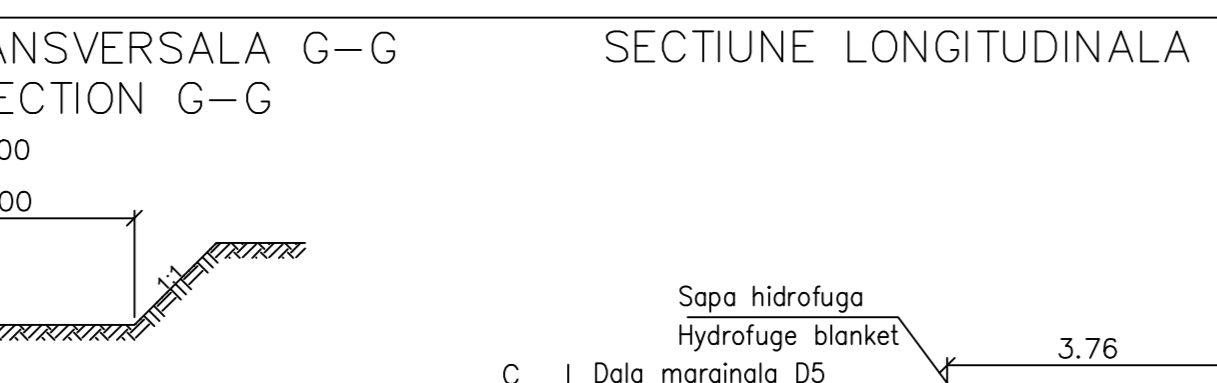 ANSVERSALA G-G
ECTION G-G
00
00
1:1
SECTIUNE LONGITUDINALA
Sapa hidrofuga
Hydrofuge blanket
3.76
C
Dala marginala D5